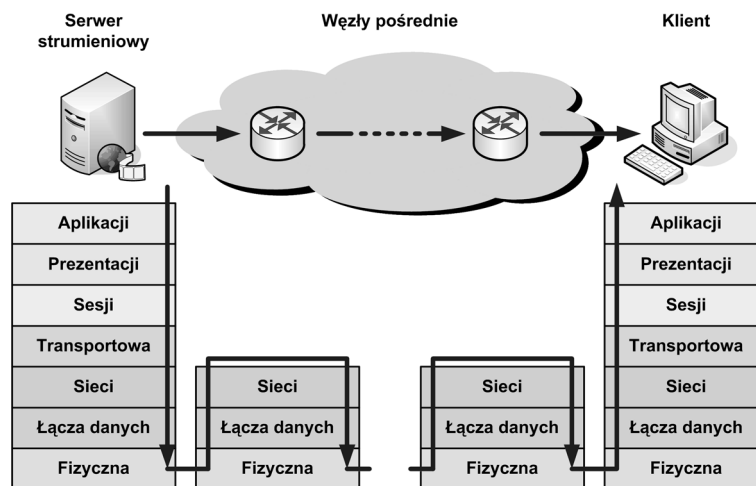 Serwer
strumieniowy
Węzły pośrednie
Klient
Aplikacji
Prezentacji
Sesji
Transportowa
Sieci
Łącza danych
Fizyczna
Sieci
Łącza danych
Fizyczna
Sieci
Łącza danych
Fizyczna
Aplikacji
Prezentacji
Sesji
Transportowa
Sieci
Łącza danych
Fizyczna